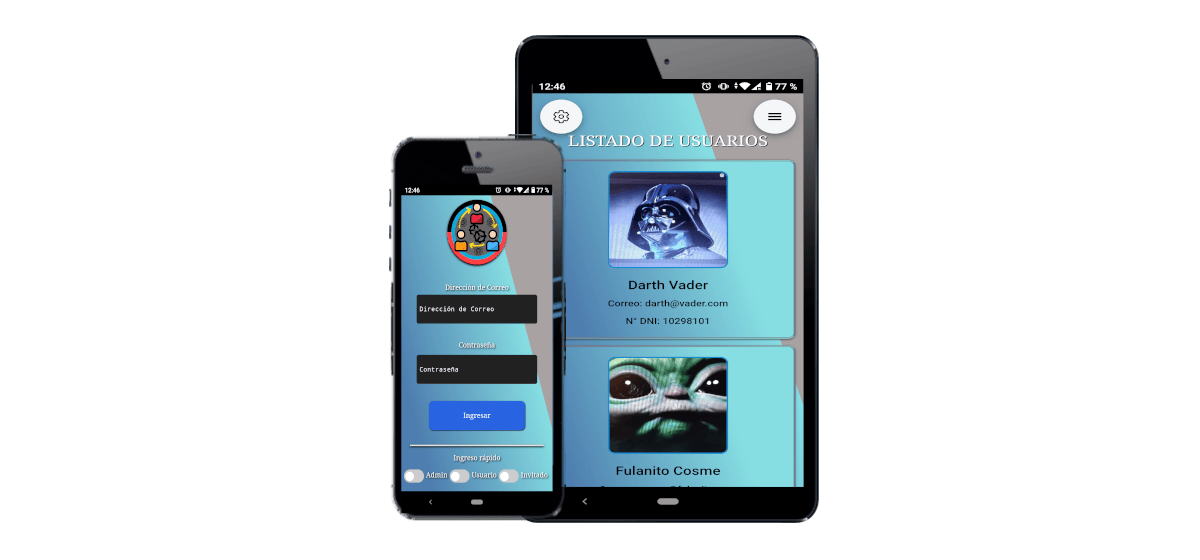 12:46
77 %
Dirección de Correo
Dirección de Correo
Contraseña
Contraseña
Ingresar
Ingreso rápido
Admin Usuario Invitado
12:46
77 %
LISTADO DE USUARIOS
Darth Vader
Correo: darth@vader.com
N° DNI: 10298101
Fulanito Cosme